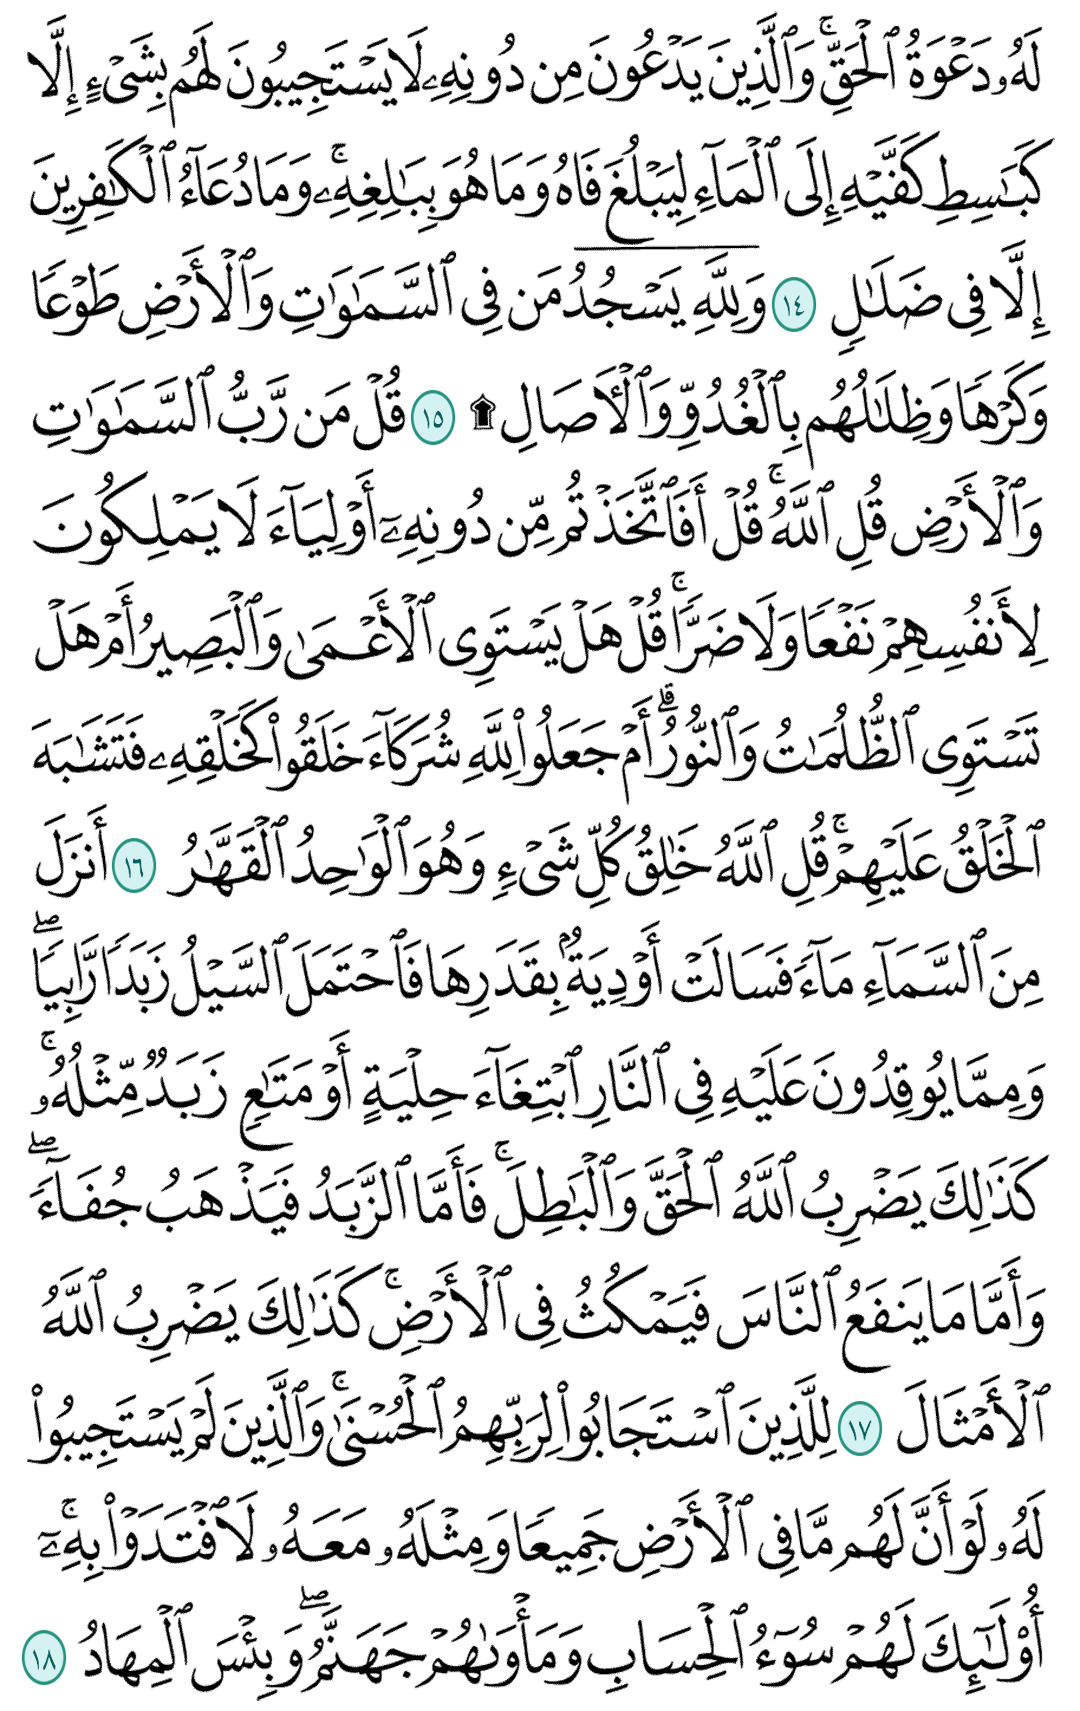 لَهُۥ دَعۡوَةُ ٱلۡحَقِّۚ وَٱلَّذِينَ يَدۡعُونَ مِن دُونِهِۦ لَا يَسۡتَجِيبُونَ لَهُم بِشَيۡءٍ إِلَّا
كَبَٰسِطِ كَفَّيۡهِ إِلَى ٱلۡمَآءِ لِيَبۡلُغَ فَاهُ وَمَا هُوَ بِبَٰلِغِهِۦۚ وَمَا دُعَآءُ ٱلۡكَٰفِرِينَ
إِلَّا فِي ضَلَٰلٖ ١٤ وَلِلَّهِۤ يَسۡجُدُۤ مَن فِي ٱلسَّمَٰوَٰتِ وَٱلۡأَرۡضِ طَوۡعٗا
وَكَرۡهٗا وَظِلَٰلُهُم بِٱلۡغُدُوِّ وَٱلۡأٓصَالِ ۩ ١٥ قُلۡ مَن رَّبُّ ٱلسَّمَٰوَٰتِ
وَٱلۡأَرۡضِ قُلِ ٱللَّهُۚ قُلۡ أَفَٱتَّخَذۡتُم مِّن دُونِهِۦٓ أَوۡلِيَآءَ لَا يَمۡلِكُونَ
لِأَنفُسِهِمۡ نَفۡعٗا وَلَا ضَرّٗاۚ قُلۡ هَلۡ يَسۡتَوِي ٱلۡأَعۡمَىٰ وَٱلۡبَصِيرُ أَمۡ هَلۡ
تَسۡتَوِي ٱلظُّلُمَٰتُ وَٱلنُّورُۗ أَمۡ جَعَلُواْ لِلَّهِ شُرَكَآءَ خَلَقُواْ كَخَلۡقِهِۦ فَتَشَٰبَهَ
ٱلۡخَلۡقُ عَلَيۡهِمۡۚ قُلِ ٱللَّهُ خَٰلِقُ كُلِّ شَيۡءٖ وَهُوَ ٱلۡوَٰحِدُ ٱلۡقَهَّٰرُ ١٦ أَنزَلَ
مِنَ ٱلسَّمَآءِ مَآءٗ فَسَالَتۡ أَوۡدِيَةُۢ بِقَدَرِهَا فَٱحۡتَمَلَ ٱلسَّيۡلُ زَبَدٗا رَّابِيٗاۖ
وَمِمَّا يُوقِدُونَ عَلَيۡهِ فِي ٱلنَّارِ ٱبۡتِغَآءَ حِلۡيَةٍ أَوۡ مَتَٰعٖ زَبَدٞ مِّثۡلُهُۥۚ
كَذَٰلِكَ يَضۡرِبُ ٱللَّهُ ٱلۡحَقَّ وَٱلۡبَٰطِلَۚ فَأَمَّا ٱلزَّبَدُ فَيَذۡهَبُ جُفَآءٗۖ
وَأَمَّا مَا يَنفَعُ ٱلنَّاسَ فَيَمۡكُثُ فِي ٱلۡأَرۡضِۚ كَذَٰلِكَ يَضۡرِبُ ٱللَّهُ
ٱلۡأَمۡثَالَ ١٧ لِلَّذِينَ ٱسۡتَجَابُواْ لِرَبِّهِمُ ٱلۡحُسۡنَىٰۚ وَٱلَّذِينَ لَمۡ يَسۡتَجِيبُواْ
لَهُۥ لَوۡ أَنَّ لَهُم مَّا فِي ٱلۡأَرۡضِ جَمِيعٗا وَمِثۡلَهُۥ مَعَهُۥ لَٱفۡتَدَوۡاْ بِهِۦٓۚ
أُوْلَٰٓئِكَ لَهُمۡ سُوٓءُ ٱلۡحِسَابِ وَمَأۡوَىٰهُمۡ جَهَنَّمُۖ وَبِئۡسَ ٱلۡمِهَادُ ١٨